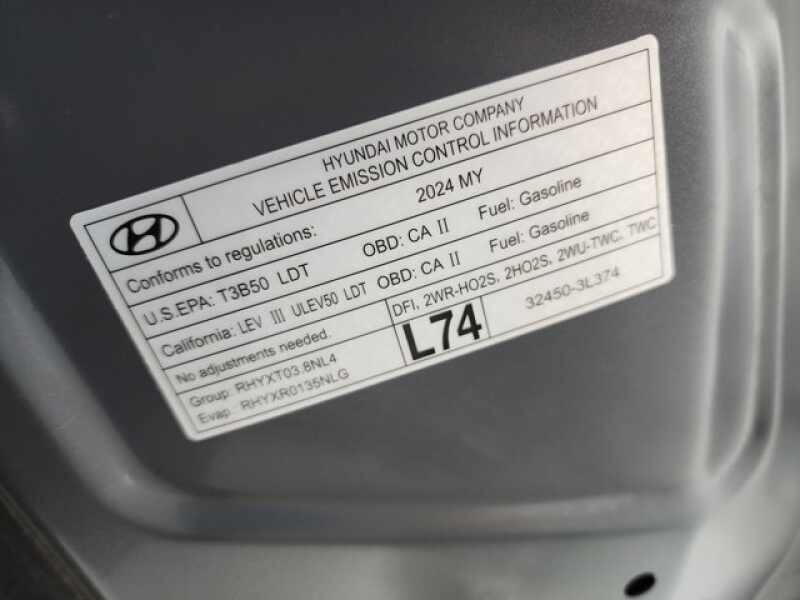 HYUNDAI MOTOR COMPANY
VEHICLE EMISSION CONTROL INFORMATION
Conforms to regulations: 2024 MY
U.S.EPA: T3B50 LDT OBD: CA II Fuel: Gasoline
California: LEV III ULEV50 LDT OBD: CA II Fuel: Gasoline
No adjustments needed. DFI, 2WR-HO2S, 2HO2S, 2WU-TWC, TWC
Group: RHYXT03.8NL4 L74 32450-3L374
Evap: RHYXR0135NLG